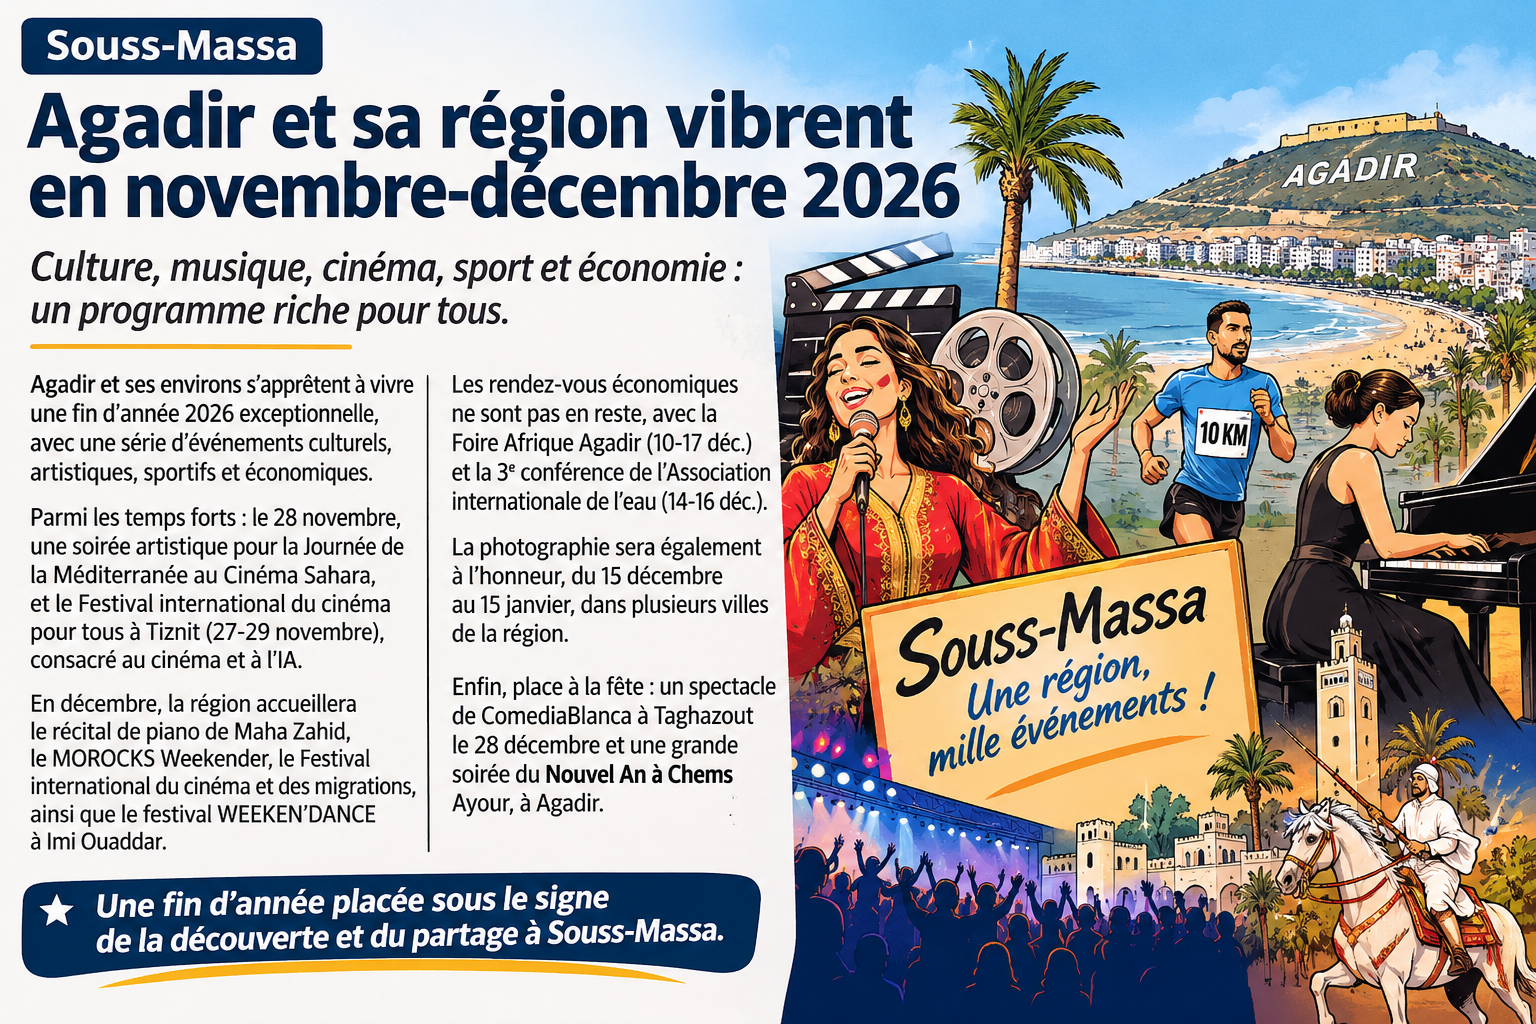 Souss-Massa
Agadir et sa région vibrent
en novembre-décembre 2026
Culture, musique, cinéma, sport et économie :
un programme riche pour tous.
Agadir et ses environs s’apprêtent à vivre
une fin d’année 2026 exceptionnelle,
avec une série d’événements culturels,
artistiques, sportifs et économiques.
Parmi les temps forts : le 28 novembre,
une soirée artistique pour la Journée de
la Méditerranée au Cinéma Sahara,
et le Festival international du cinéma
pour tous à Tiznit (27-29 novembre),
consacré au cinéma et à l’IA.
En décembre, la région accueillera
le récital de piano de Maha Zahid,
le MOROCKS Weekender, le Festival
international du cinéma et des migrations,
ainsi que le festival WEEKEN’DANCE
à Imi Ouaddar.
Les rendez-vous économiques
ne sont pas en reste, avec la
Foire Afrique Agadir (10-17 déc.)
et la 3e conférence de l’Association
internationale de l’eau (14-16 déc.).
La photographie sera également
à l’honneur, du 15 décembre
au 15 janvier, dans plusieurs villes
de la région.
Enfin, place à la fête : un spectacle
de ComediaBlanca à Taghazout
le 28 décembre et une grande
soirée du Nouvel An à Chems
Ayour, à Agadir.
Une fin d’année placée sous le signe
de la découverte et du partage à Souss-Massa.
AGADIR
10 KM
Souss-Massa
Une région,
mille événements !